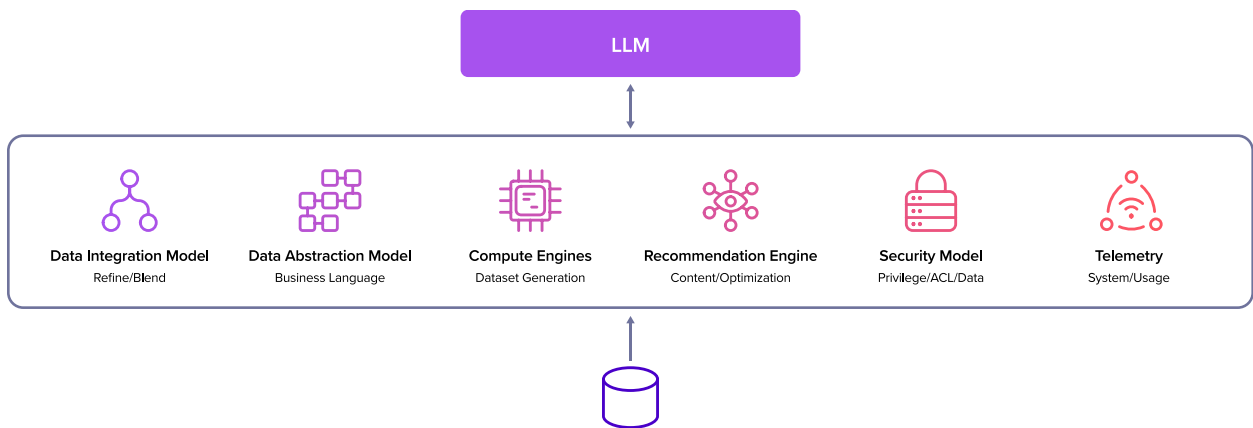 LLM
Data Integration Model
Refine/Blend
Data Abstraction Model
Business Language
Compute Engines
Dataset Generation
Recommendation Engine
Content/Optimization
Security Model
Privilege/ACL/Data
Telemetry
System/Usage